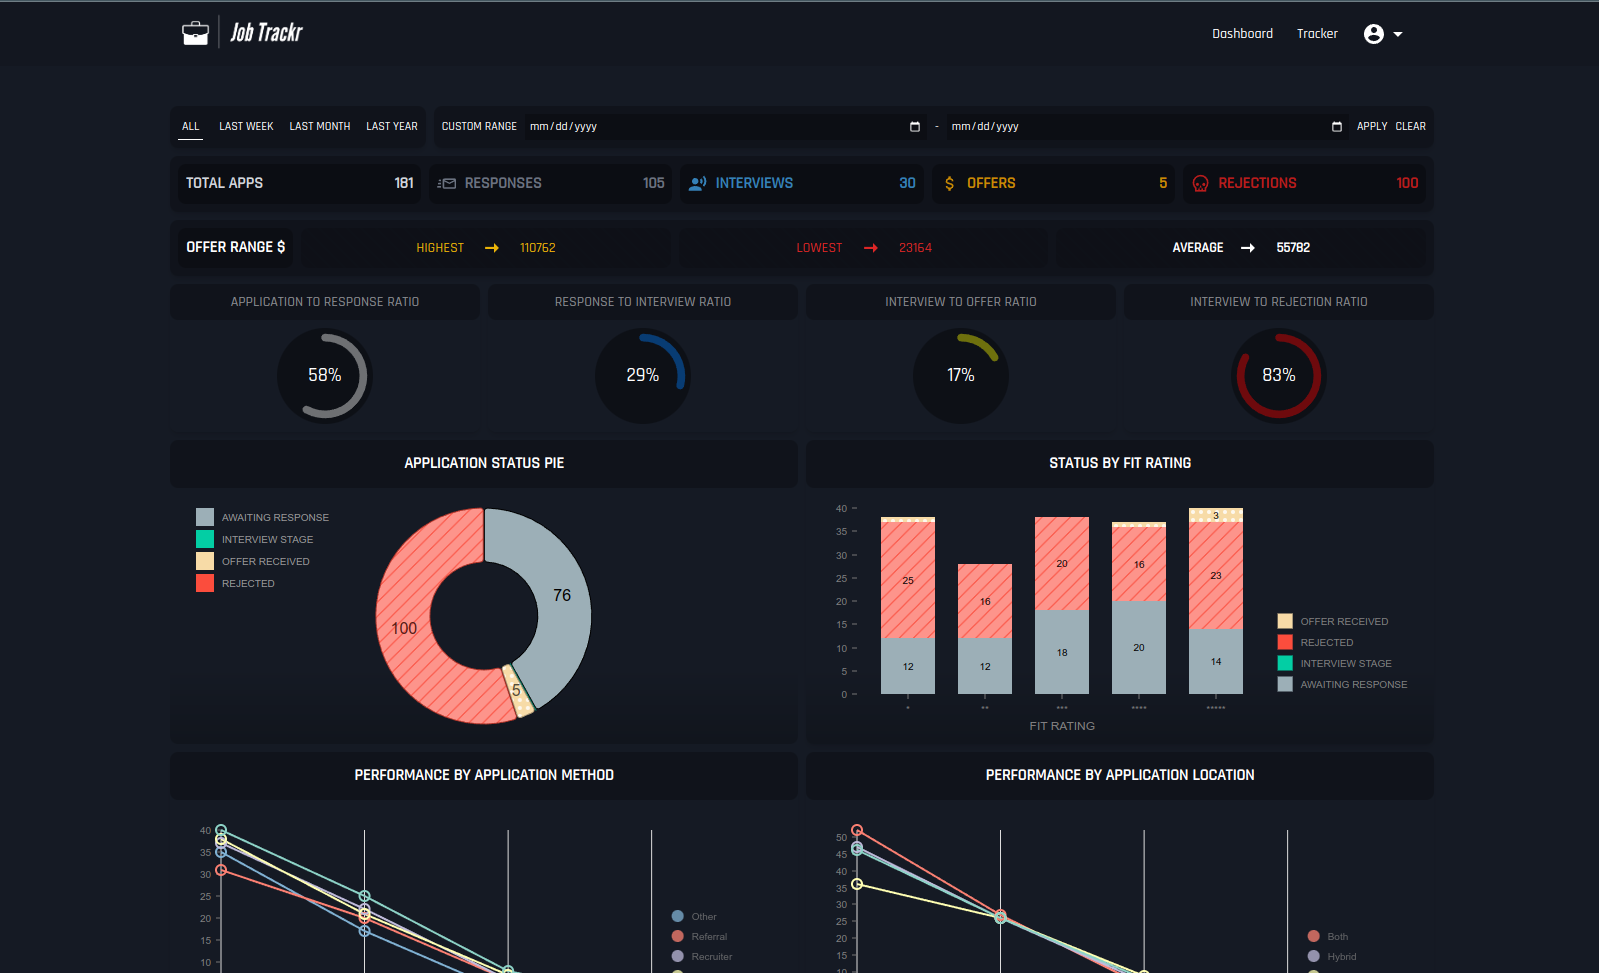 Job Trackr
Dashboard
Tracker
ALL
LAST WEEK
LAST MONTH
LAST YEAR
CUSTOM RANGE
mm/dd/yyyy
-
mm/dd/yyyy
APPLY
CLEAR
TOTAL APPS 181
RESPONSES 105
INTERVIEWS 30
$ OFFERS 5
REJECTIONS 100
OFFER RANGE $
HIGHEST → 110762
LOWEST → 23164
AVERAGE → 55782
APPLICATION TO RESPONSE RATIO
RESPONSE TO INTERVIEW RATIO
INTERVIEW TO OFFER RATIO
INTERVIEW TO REJECTION RATIO
58%
29%
17%
83%
APPLICATION STATUS PIE
AWAITING RESPONSE
INTERVIEW STAGE
OFFER RECEIVED
REJECTED
76
100
5
STATUS BY FIT RATING
40
35
30
25
20
15
10
5
0
3
25
16
20
16
23
12
12
18
20
14
*
**
***
****
*****
FIT RATING
OFFER RECEIVED
REJECTED
INTERVIEW STAGE
AWAITING RESPONSE
PERFORMANCE BY APPLICATION METHOD
40
35
30
25
20
15
10
Other
Referral
Recruiter
PERFORMANCE BY APPLICATION LOCATION
50
45
40
35
30
25
20
15
10
Both
Hybrid